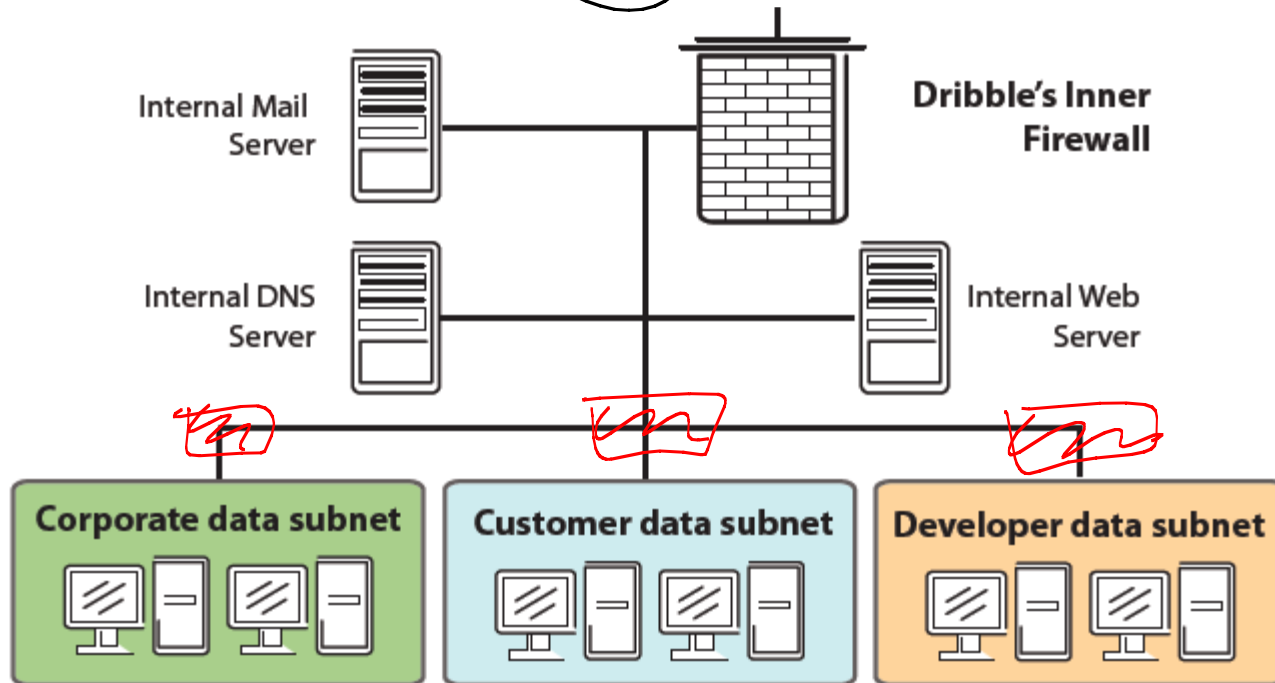 Internal Mail
Server
Dribble's Inner
Firewall
Internal DNS
Server
Internal Web
Server
Corporate data subnet
Customer data subnet
Developer data subnet